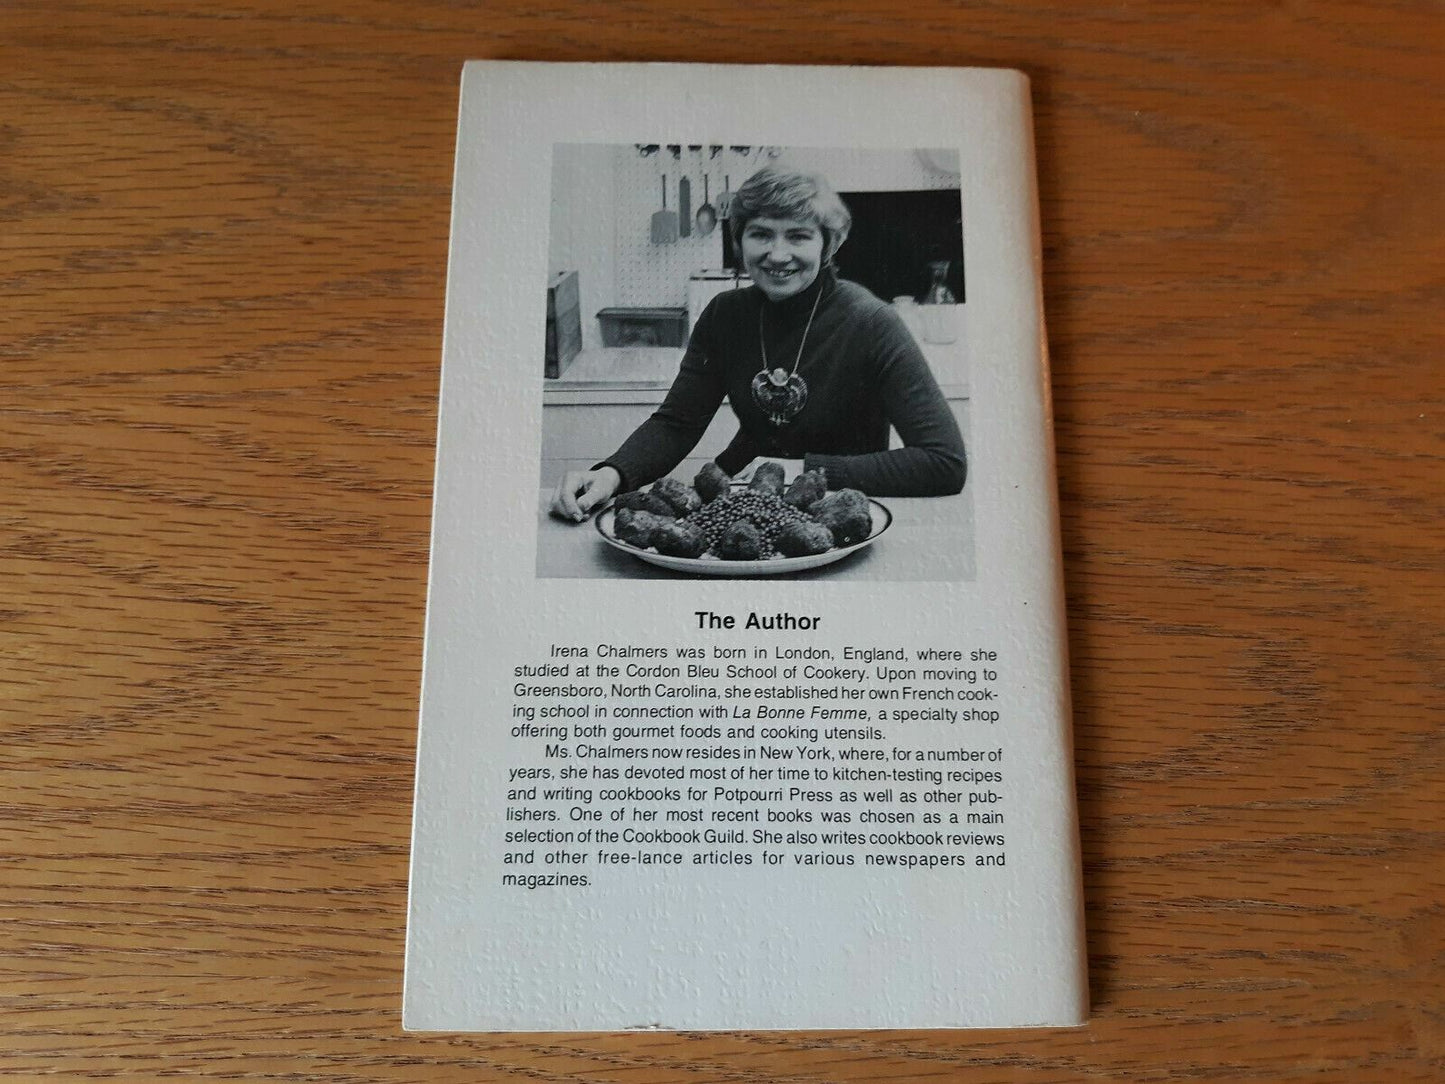 The Author
Irena Chalmers was born in London, England, where she
studied at the Cordon Bleu School of Cookery. Upon moving to
Greensboro, North Carolina, she established her own French cook-
ing school in connection with La Bonne Femme, a specialty shop
offering both gourmet foods and cooking utensils.
Ms. Chalmers now resides in New York, where, for a number of
years, she has devoted most of her time to kitchen-testing recipes
and writing cookbooks for Potpourri Press as well as other pub-
lishers. One of her most recent books was chosen as a main
selection of the Cookbook Guild. She also writes cookbook reviews
and other free-lance articles for various newspapers and
magazines.